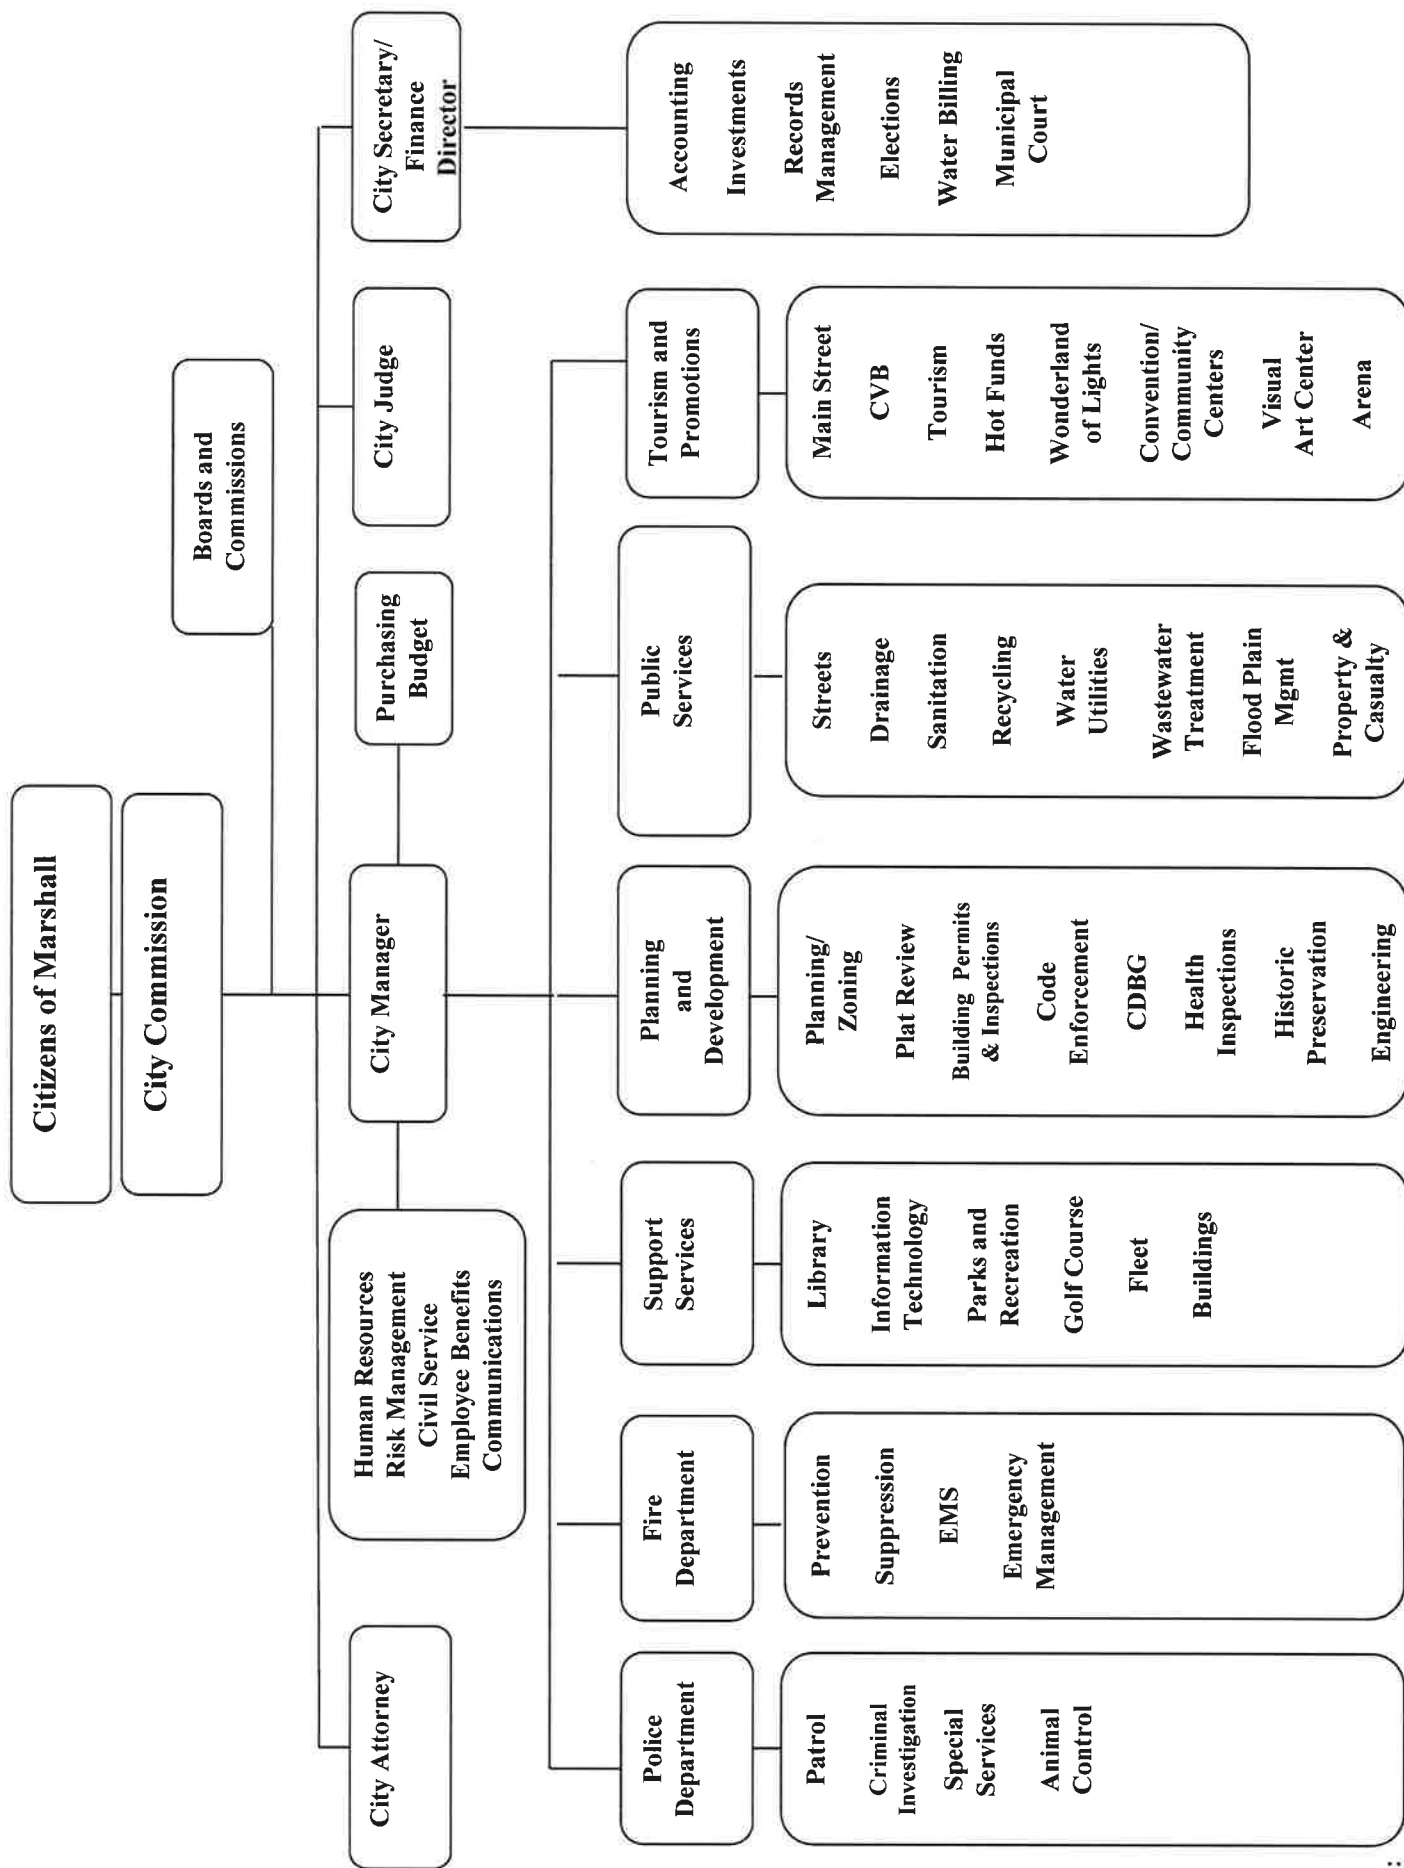 Citizens of Marshall
City Commission
Boards and
Commissions
City Attorney
Human Resources
Risk Management
Civil Service
Employee Benefits
Communications
City Manager
Purchasing
Budget
City Judge
City Secretary/
Finance
Director
Police
Department
Fire
Department
Support
Services
Planning
and
Development
Public
Services
Tourism and
Promotions
Patrol
Criminal
Investigation
Special
Services
Animal
Control
Prevention
Suppression
EMS
Emergency
Management
Library
Information
Technology
Parks and
Recreation
Golf Course
Fleet
Buildings
Planning/
Zoning
Plat Review
Building Permits
& Inspections
Code
Enforcement
CDBG
Health
Inspections
Historic
Preservation
Engineering
Streets
Drainage
Sanitation
Recycling
Water
Utilities
Wastewater
Treatment
Flood Plain
Mgmt
Property &
Casualty
Main Street
CVB
Tourism
Hot Funds
Wonderland
of Lights
Convention/
Community
Centers
Visual
Art Center
Arena
Accounting
Investments
Records
Management
Elections
Water Billing
Municipal
Court